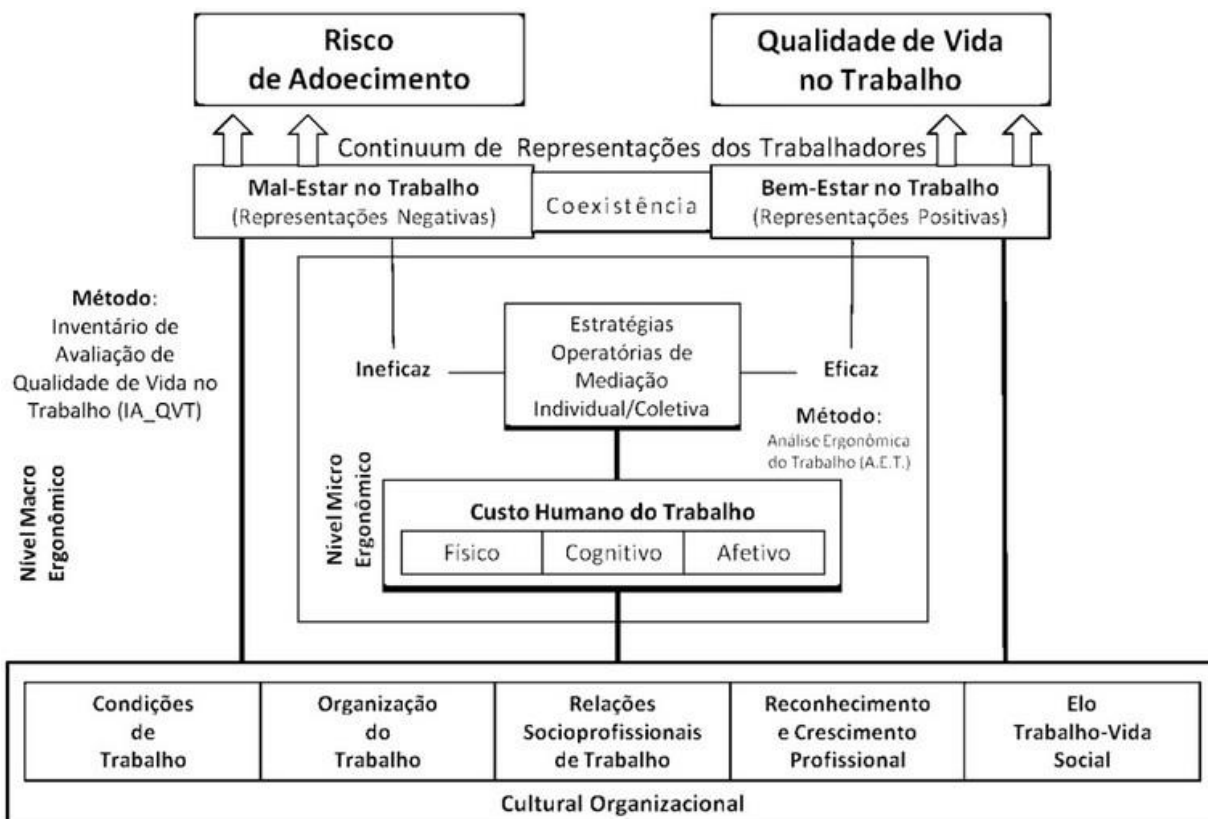 Risco
de Adoecimento
Qualidade de Vida
no Trabalho
Continuum de Representações dos Trabalhadores
Mal-Estar no Trabalho
(Representações Negativas)
Coexistência
Bem-Estar no Trabalho
(Representações Positivas)
Método:
Inventário de
Avaliação de
Qualidade de Vida no
Trabalho (IA_QVT)
Nível Macro
Ergonômico
Ineficaz
Estratégias
Operatórias de
Mediação
Individual/Coletiva
Eficaz
Método:
Análise Ergonômica
do Trabalho (A.E.T.)
Nível Micro
Ergonômico
Custo Humano do Trabalho
Físico
Cognitivo
Afetivo
Condições
de
Trabalho
Organização
do
Trabalho
Relações
Socioprofissionais
de Trabalho
Reconhecimento
e Crescimento
Profissional
Elo
Trabalho-Vida
Social
Cultural Organizacional